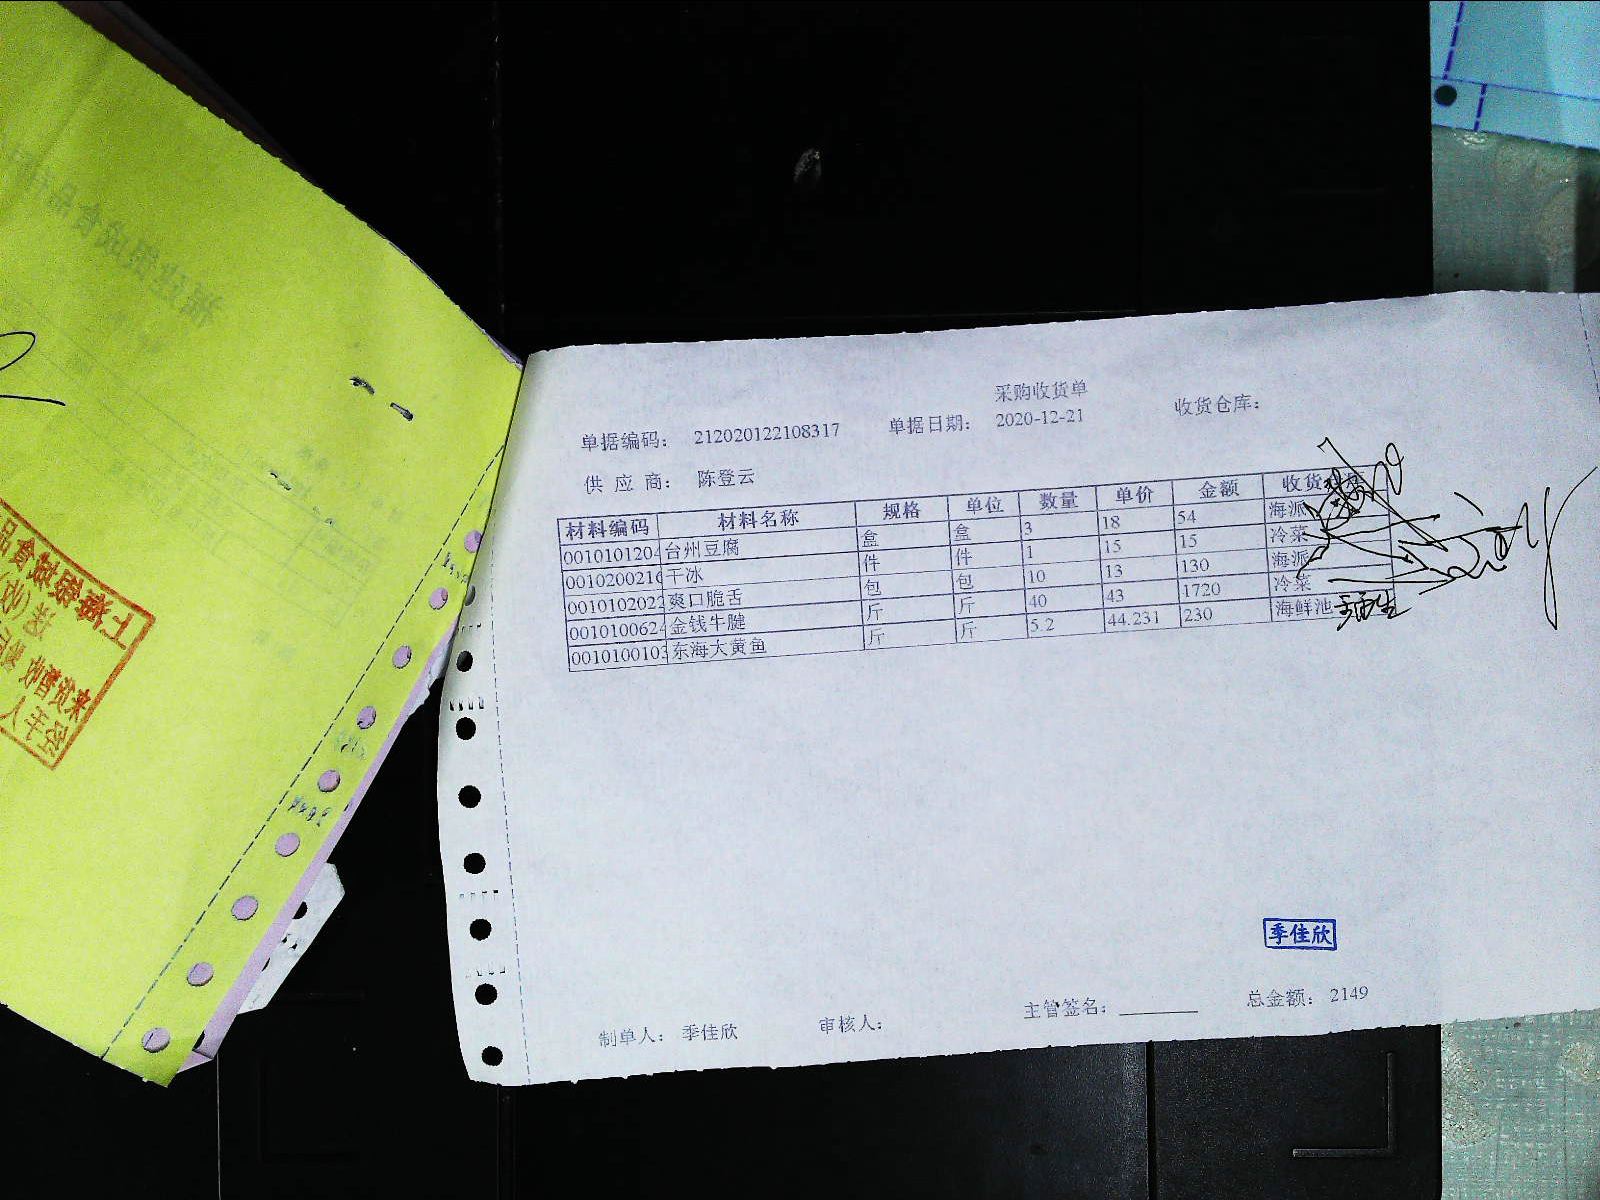 采购收货单
单据编码： 212020122108317 单据日期： 2020-12-21 收货仓库：
供 应 商： 陈登云
材料编码 材料名称 规格 单位 数量 单价 金额 收货
0010101204 台州豆腐 盒 盒 3 18 54 海派
0010200216 干冰 件 件 1 15 15 冷菜
0010102022 爽口脆舌 包 包 10 13 130 海派
0010100624 金钱牛腱 斤 斤 40 43 1720 冷菜
0010100103 东海大黄鱼 斤 斤 5.2 44.231 230 海鲜池
季佳欣
制单人： 季佳欣 审核人： 主管签名： 总金额： 2149